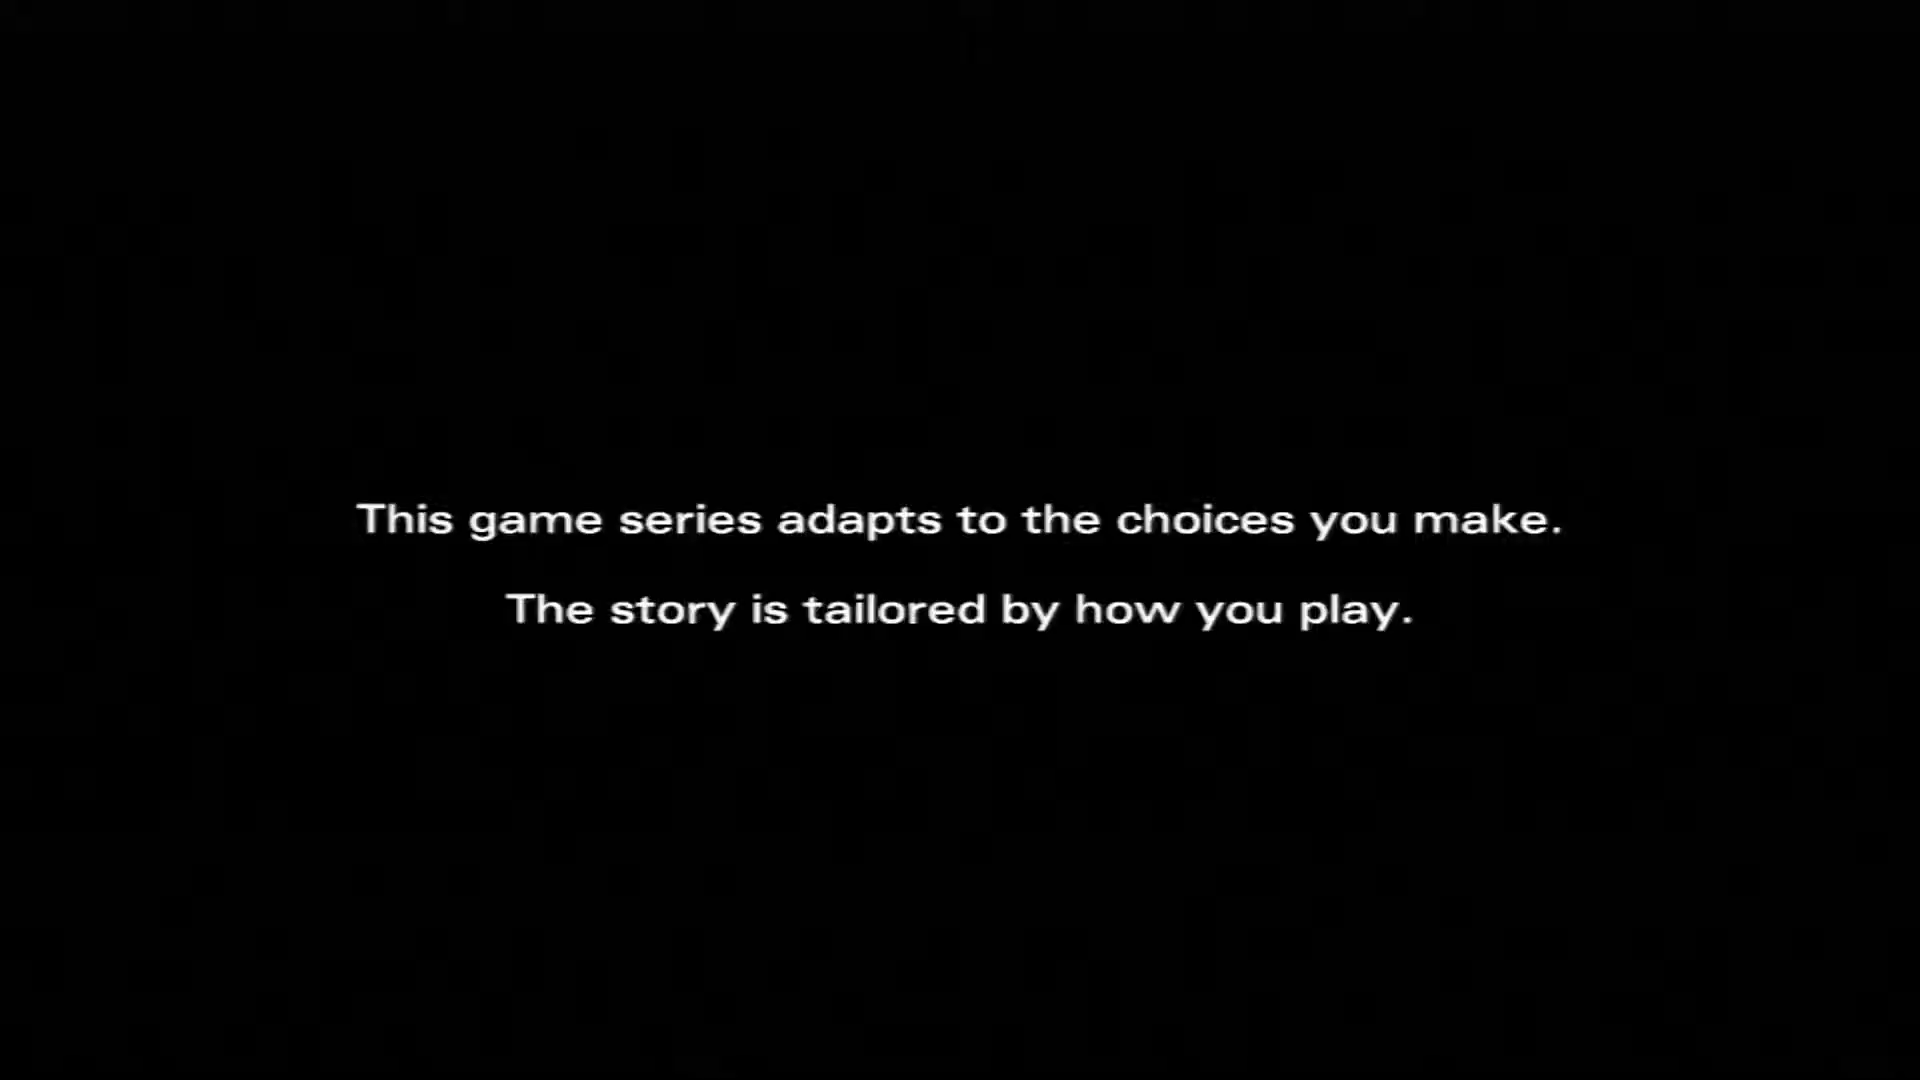 This game series adapts to the choices you make.
The story is tailored by how you play.